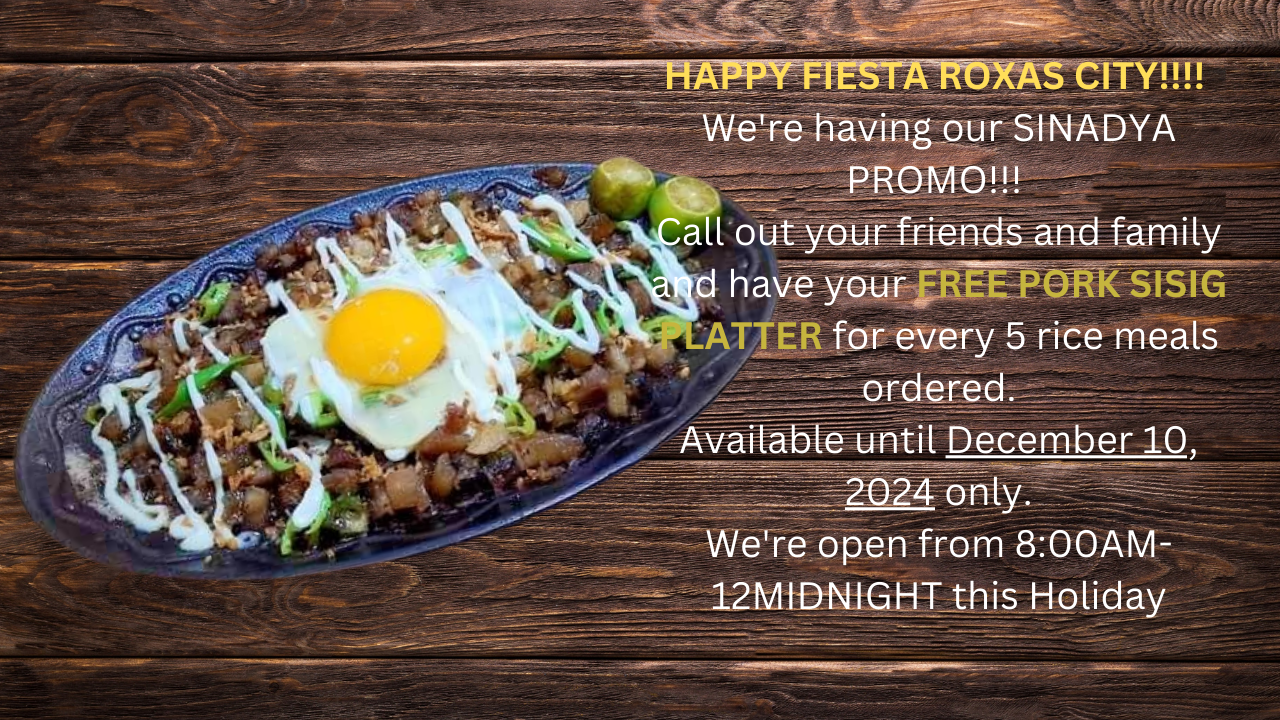 HAPPY FIESTA ROXAS CITY!!!!
We're having our SINADYA
PROMO!!!
Call out your friends and family
and have your FREE PORK SISIG
PLATTER for every 5 rice meals
ordered.
Available until December 10,
2024 only.
We're open from 8:00AM-
12MIDNIGHT this Holiday